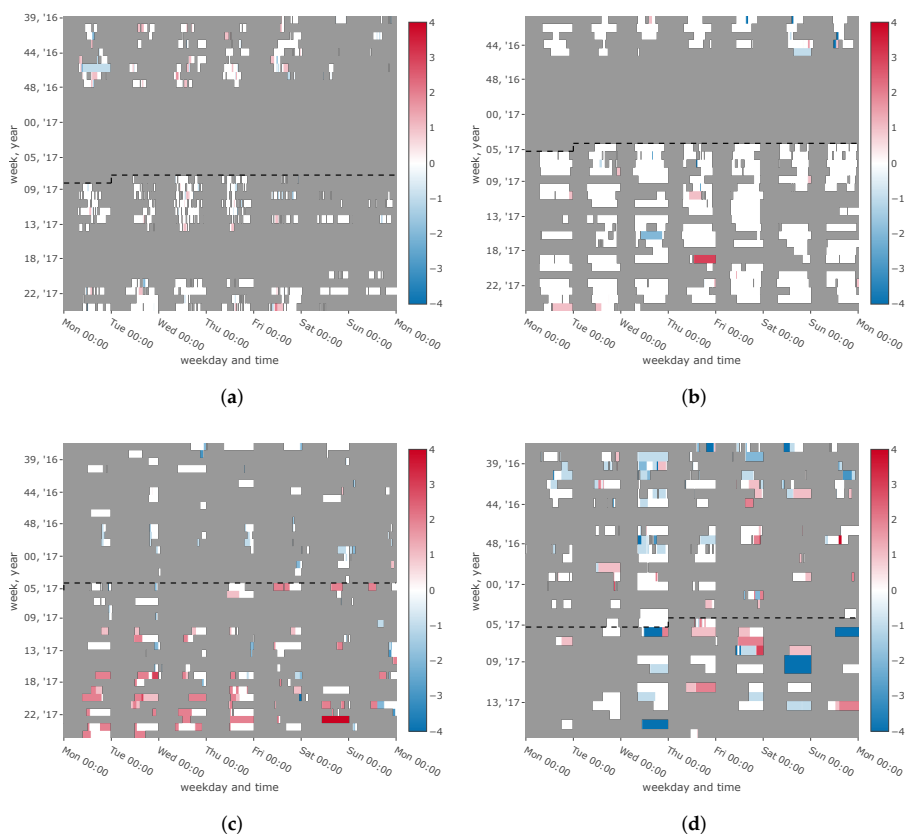 39, '16
44, '16
48, '16
00, '17
05, '17
09, '17
13, '17
18, '17
22, '17
week, year
Mon 00:00
Tue 00:00
Wed 00:00
Thu 00:00
Fri 00:00
Sat 00:00
Sun 00:00
Mon 00:00
weekday and time
4
3
2
1
0
−1
−2
−3
−4
(a)
44, '16
48, '16
00, '17
05, '17
09, '17
13, '17
18, '17
22, '17
week, year
Mon 00:00
Tue 00:00
Wed 00:00
Thu 00:00
Fri 00:00
Sat 00:00
Sun 00:00
Mon 00:00
weekday and time
4
3
2
1
0
−1
−2
−3
−4
(b)
39, '16
44, '16
48, '16
00, '17
05, '17
09, '17
13, '17
18, '17
22, '17
week, year
Mon 00:00
Tue 00:00
Wed 00:00
Thu 00:00
Fri 00:00
Sat 00:00
Sun 00:00
Mon 00:00
weekday and time
4
3
2
1
0
−1
−2
−3
−4
(c)
39, '16
44, '16
48, '16
00, '17
05, '17
09, '17
13, '17
week, year
Mon 00:00
Tue 00:00
Wed 00:00
Thu 00:00
Fri 00:00
Sat 00:00
Sun 00:00
Mon 00:00
weekday and time
4
3
2
1
0
−1
−2
−3
−4
(d)